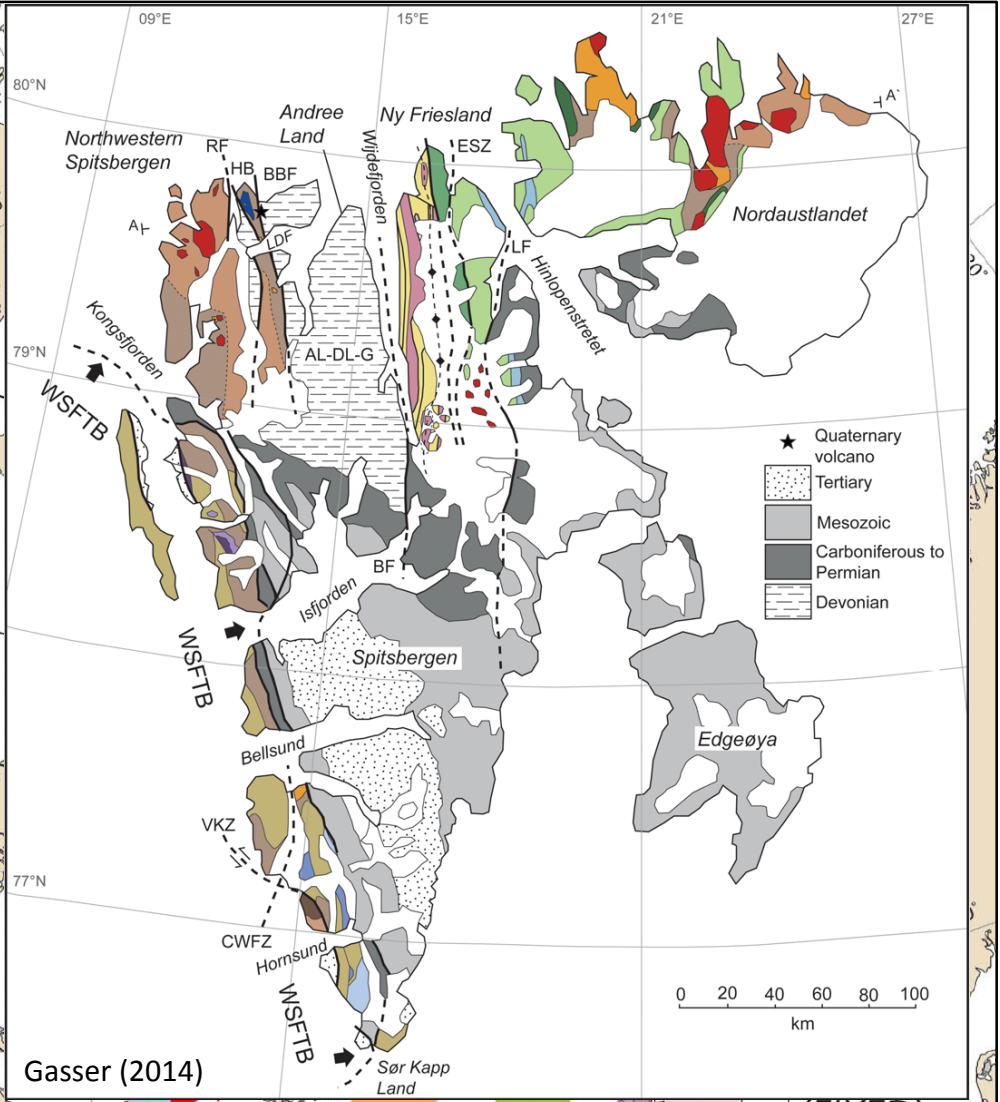 09°E
15°E
21°E
27°E
80°N
Andree
Land
Ny Friesland
Northwestern
Spitsbergen
RF
HB
BBF
Wijdefjorden
ESZ
A
A'
Nordaustlandet
LDF
LF
Hinlopenstretet
Kongsfjorden
79°N
AL-DL-G
WSFTB
Quaternary
volcano
Tertiary
Mesozoic
Carboniferous to
Permian
Devonian
BF
Isfjorden
WSFTB
Spitsbergen
Edgeøya
Bellsund
VKZ
77°N
CWFZ
Hornsund
WSFTB
0 20 40 60 80 100
km
Sør Kapp
Land
Gasser (2014)